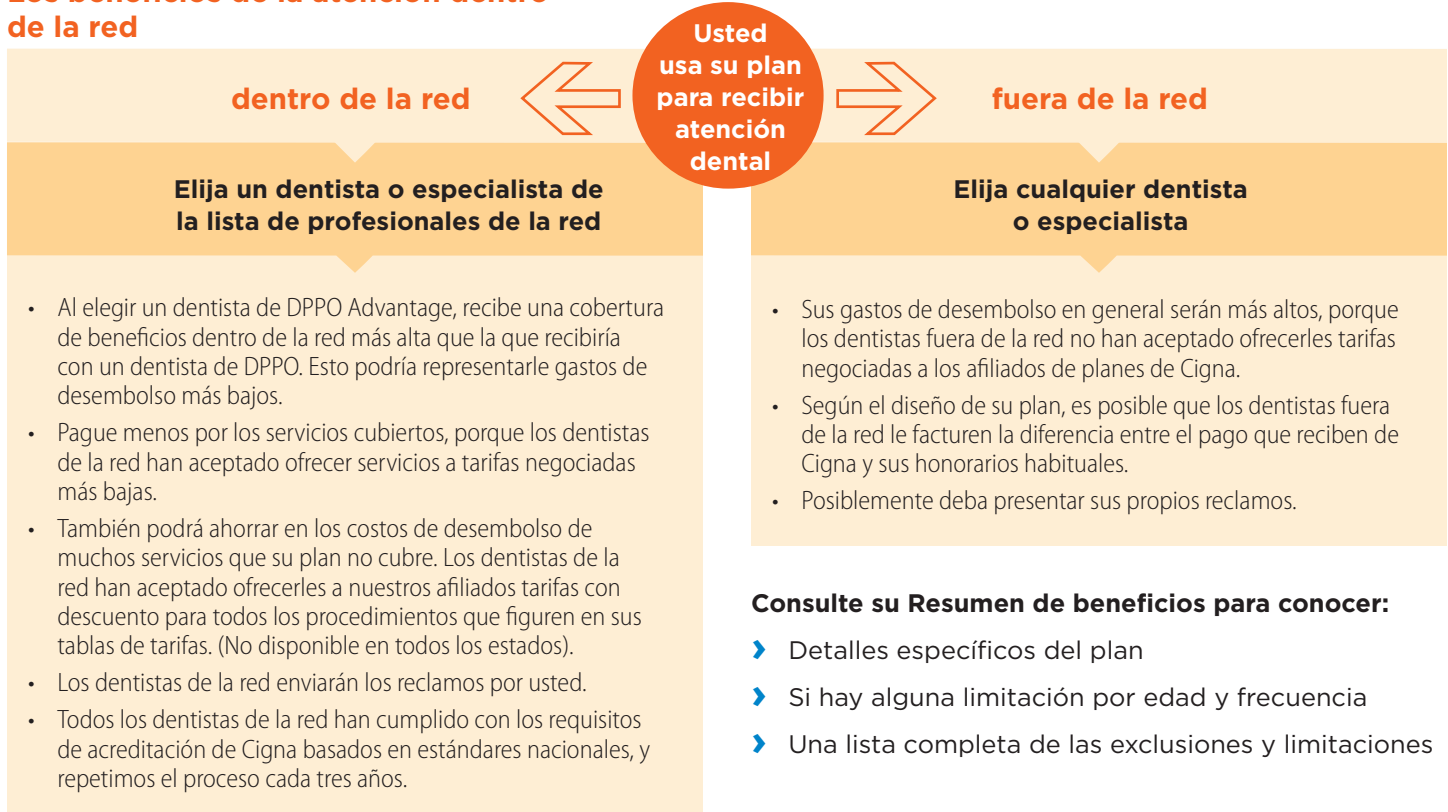 Los beneficios de la atención dentro
de la red
Usted
usa su plan
para recibir
atención
dental
dentro de la red
Elija un dentista o especialista de
la lista de profesionales de la red
• Al elegir un dentista de DPPO Advantage, recibe una cobertura
de beneficios dentro de la red más alta que la que recibiría
con un dentista de DPPO. Esto podría representarle gastos de
desembolso más bajos.
• Pague menos por los servicios cubiertos, porque los dentistas
de la red han aceptado ofrecer servicios a tarifas negociadas
más bajas.
• También podrá ahorrar en los costos de desembolso de
muchos servicios que su plan no cubre. Los dentistas de la
red han aceptado ofrecerles a nuestros afiliados tarifas con
descuento para todos los procedimientos que figuren en sus
tablas de tarifas. (No disponible en todos los estados).
• Los dentistas de la red enviarán los reclamos por usted.
• Todos los dentistas de la red han cumplido con los requisitos
de acreditación de Cigna basados en estándares nacionales, y
repetimos el proceso cada tres años.
fuera de la red
Elija cualquier dentista
o especialista
• Sus gastos de desembolso en general serán más altos, porque
los dentistas fuera de la red no han aceptado ofrecerles tarifas
negociadas a los afiliados de planes de Cigna.
• Según el diseño de su plan, es posible que los dentistas fuera
de la red le facturen la diferencia entre el pago que reciben de
Cigna y sus honorarios habituales.
• Posiblemente deba presentar sus propios reclamos.
Consulte su Resumen de beneficios para conocer:
› Detalles específicos del plan
› Si hay alguna limitación por edad y frecuencia
› Una lista completa de las exclusiones y limitaciones